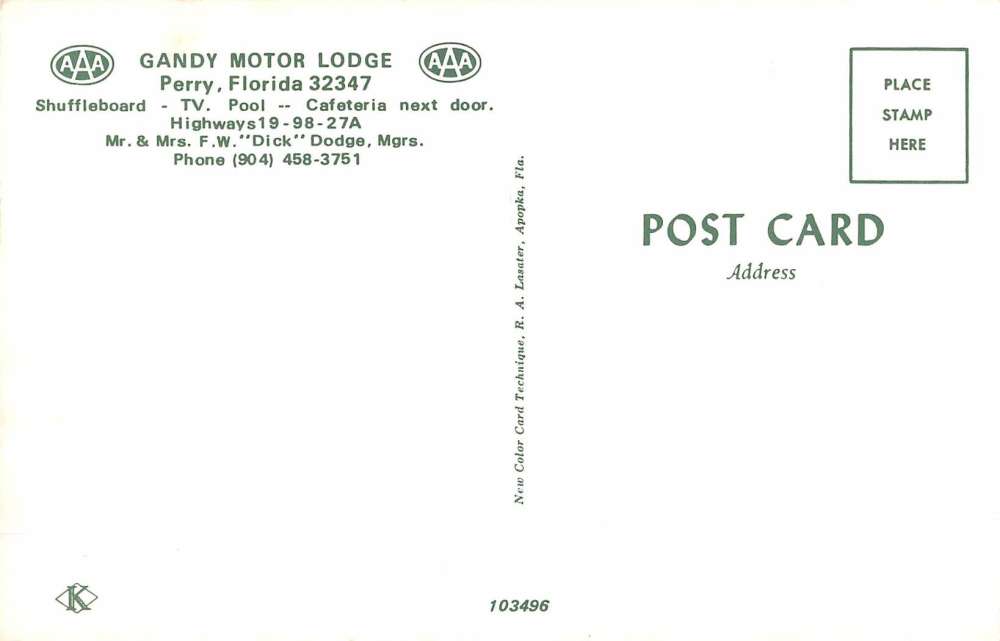 AAA GANDY MOTOR LODGE AAA
Perry, Florida 32347
Shuffleboard - TV. Pool -- Cafeteria next door.
Highways 19-98-27A
Mr. & Mrs. F.W. "Dick" Dodge, Mgrs.
Phone (904) 458-3751
New Color Card Technique, R. A. Lasater, Apopka, Fla.
PLACE
STAMP
HERE
POST CARD
Address
K
103496